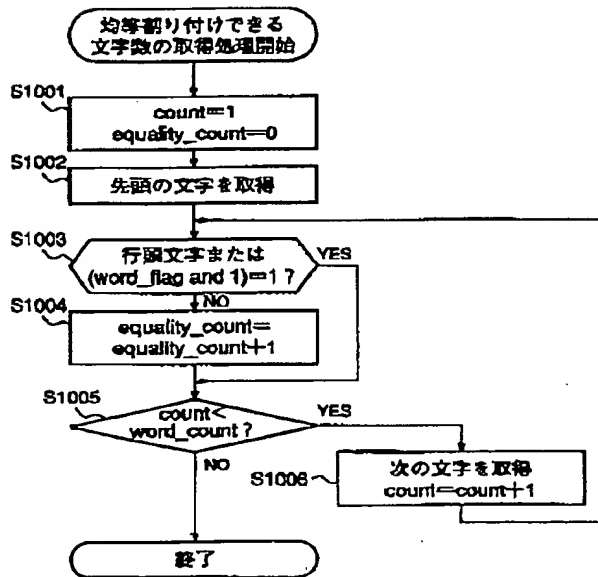 均等割り付けできる
文字数の取得処理開始
S1001
count=1
equality_count=0
S1002
先頭の文字を取得
S1003
行頭文字または
(word_flag and 1)=1？
YES
NO
S1004
equality_count=
equality_count+1
S1005
count<
word_count？
YES
NO
S1006
次の文字を取得
count=count+1
終了